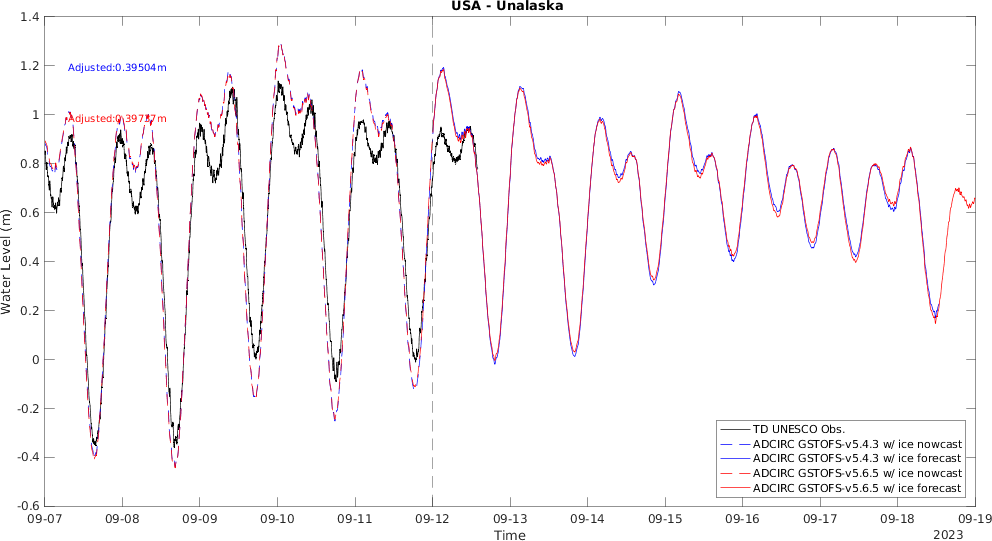 USA - Unalaska
1.4
1.2
1
0.8
0.6
0.4
0.2
0
-0.2
-0.4
-0.6
Water Level (m)
Adjusted:0.39504m
Adjusted:0.39717m
TD UNESCO Obs.
ADCIRC GSTOFS-v5.4.3 w/ ice nowcast
ADCIRC GSTOFS-v5.4.3 w/ ice forecast
ADCIRC GSTOFS-v5.6.5 w/ ice nowcast
ADCIRC GSTOFS-v5.6.5 w/ ice forecast
09-07 09-08 09-09 09-10 09-11 09-12 09-13 09-14 09-15 09-16 09-17 09-18 09-19
Time
2023